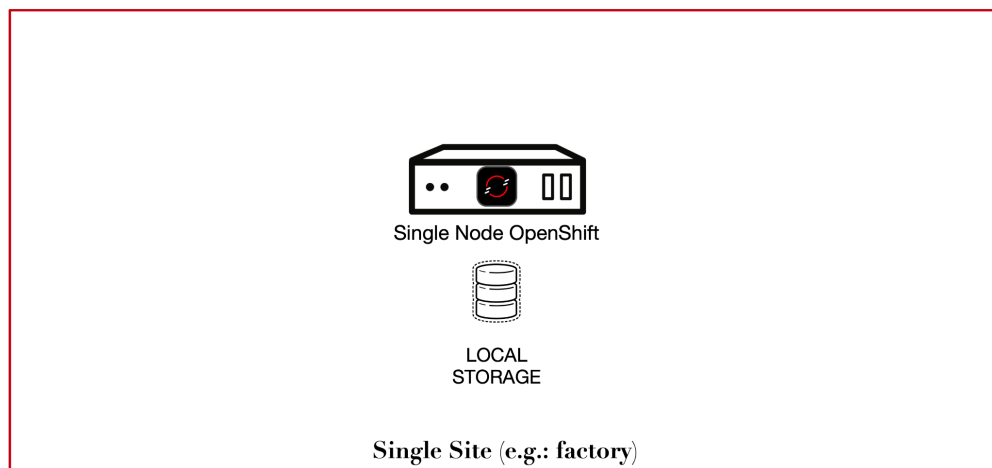 Single Node OpenShift
LOCAL
STORAGE
Single Site (e.g.: factory)